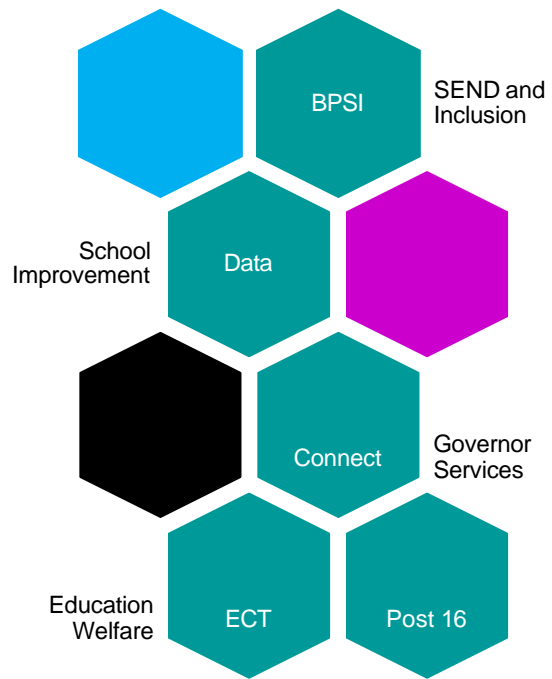 BPSI
SEND and
Inclusion
School
Improvement
Data
Connect
Governor
Services
Education
Welfare
ECT
Post 16